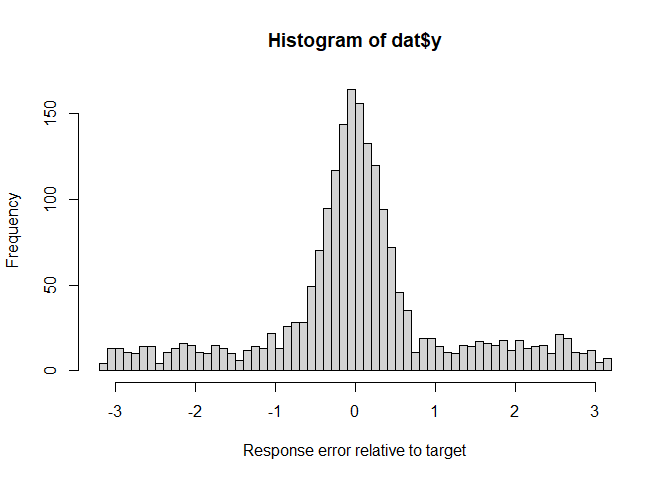 Histogram of dat$y
Frequency
150
100
50
0
-3 -2 -1 0 1 2 3
Response error relative to target